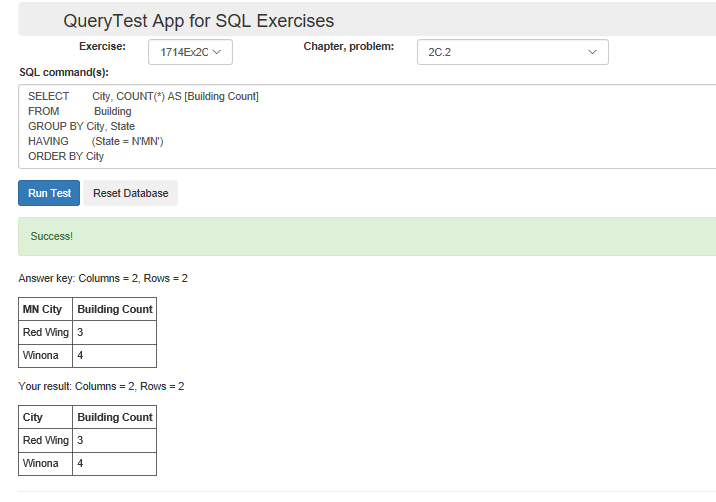 QueryTest App for SQL Exercises
Exercise: 1714Ex2C Chapter, problem: 2C.2
SQL command(s):
SELECT City, COUNT(*) AS [Building Count]
FROM Building
GROUP BY City, State
HAVING (State = N'MN')
ORDER BY City
Run Test Reset Database
Success!
Answer key: Columns = 2, Rows = 2
MN City Building Count
Red Wing 3
Winona 4
Your result: Columns = 2, Rows = 2
City Building Count
Red Wing 3
Winona 4